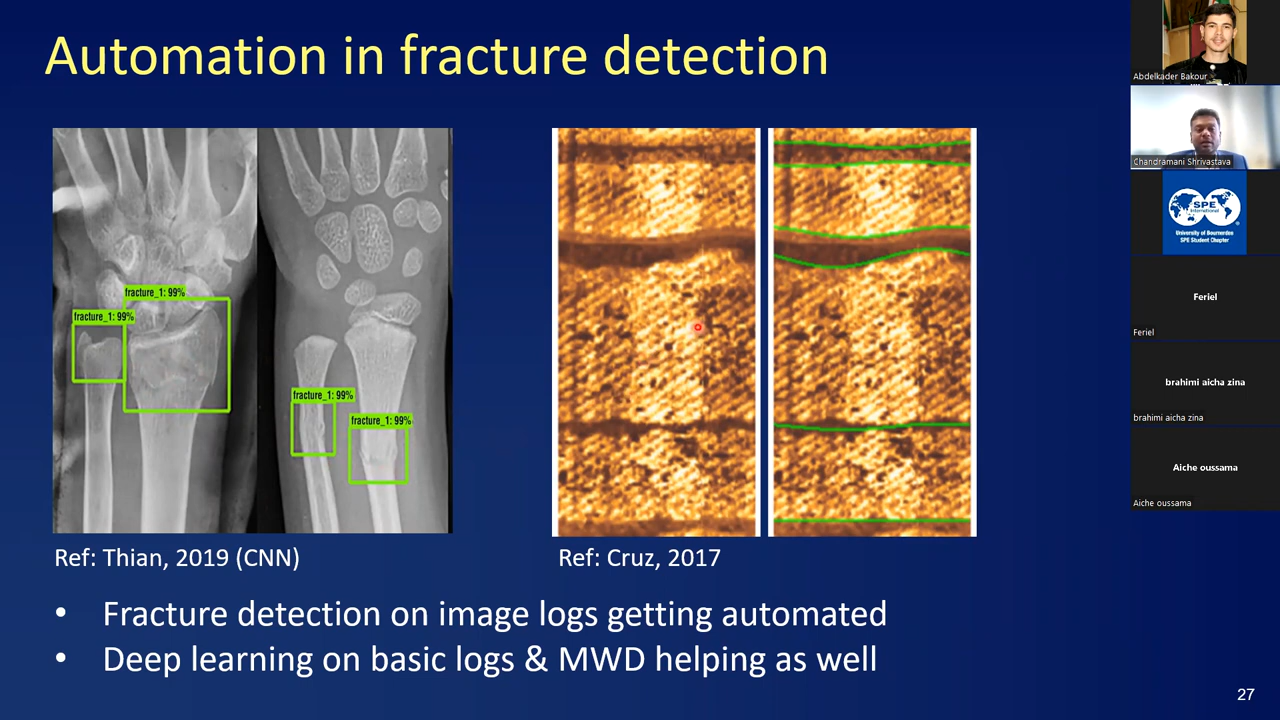 Automation in fracture detection
fracture_1: 99%
fracture_1: 99%
fracture_1: 99%
fracture_1: 99%
Ref: Thian, 2019 (CNN)
Ref: Cruz, 2017
• Fracture detection on image logs getting automated
• Deep learning on basic logs & MWD helping as well
27
Abdelkader Bakour
Chandramani Shrivastava
SPE
International
University of Boumerdes
SPE Student Chapter
Feriel
Feriel
brahimi aicha zina
brahimi aicha zina
Aiche oussama
Aiche oussama